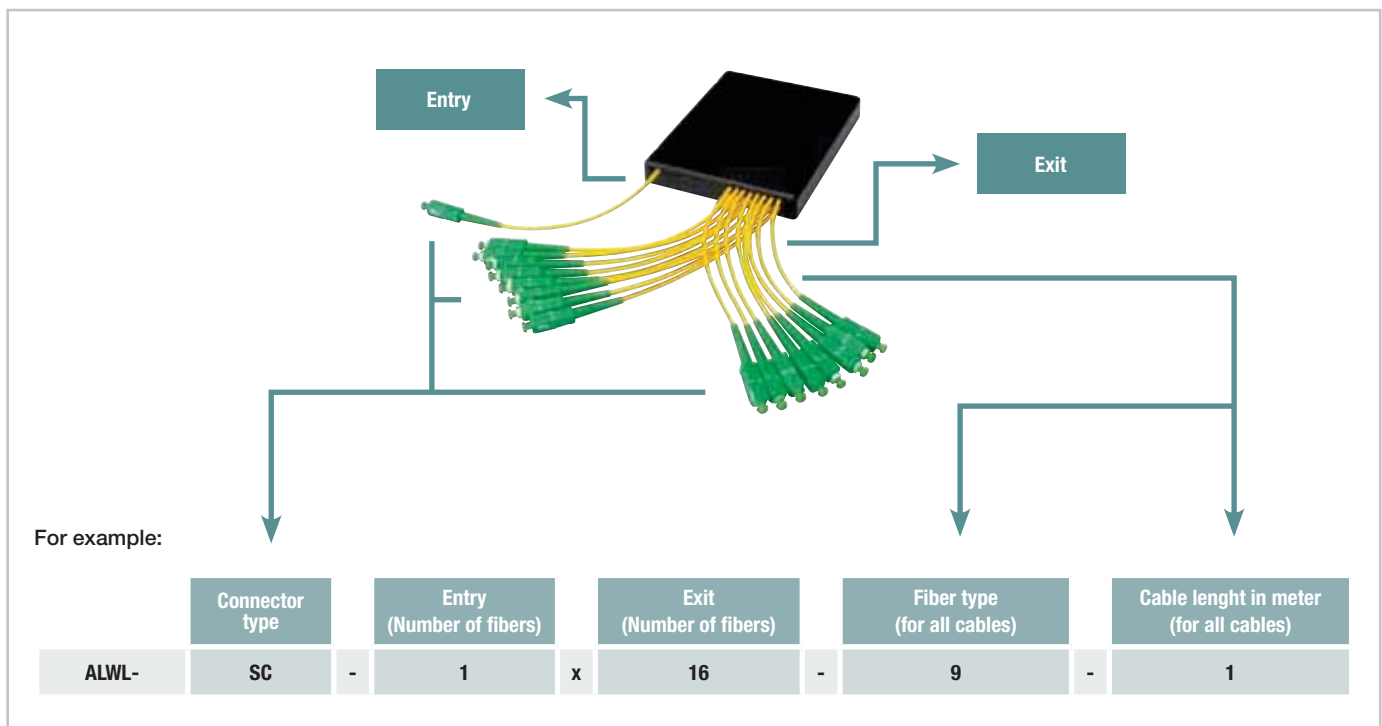 Entry
Exit
For example:
Connector
type
Entry
(Number of fibers)
Exit
(Number of fibers)
Fiber type
(for all cables)
Cable lenght in meter
(for all cables)
ALWL- SC - 1 x 16 - 9 - 1